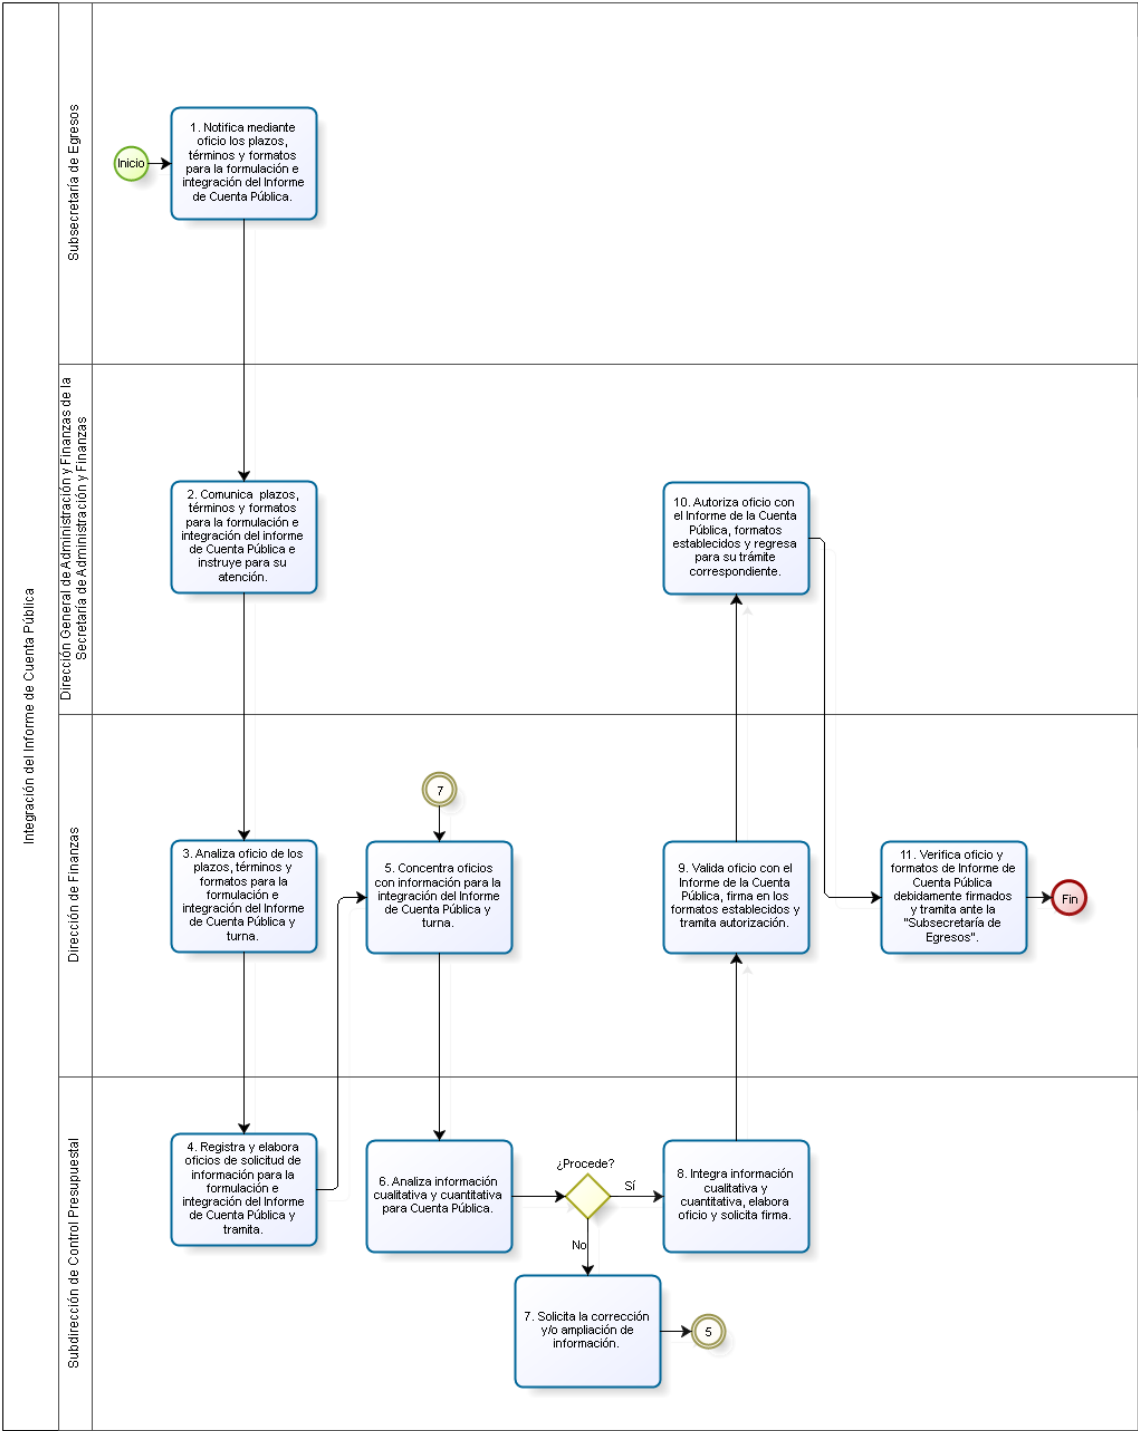 Integración del Informe de Cuenta Pública
Subsecretaría de Egresos
Inicio
1. Notifica mediante
oficio los plazos,
términos y formatos
para la formulación e
integración del Informe
de Cuenta Pública.
Dirección General de Administración y Finanzas de la
Secretaría de Administración y Finanzas
2. Comunica plazos,
términos y formatos
para la formulación e
integración del informe
de Cuenta Pública e
instruye para su
atención.
10. Autoriza oficio con
el Informe de la Cuenta
Pública, formatos
establecidos y regresa
para su trámite
correspondiente.
Dirección de Finanzas
7
3. Analiza oficio de los
plazos, términos y
formatos para la
formulación e
integración del Informe
de Cuenta Pública y
turna.
5. Concentra oficios
con información para la
integración del Informe
de Cuenta Pública y
turna.
9. Valida oficio con el
Informe de la Cuenta
Pública, firma en los
formatos establecidos y
tramita autorización.
11. Verifica oficio y
formatos de Informe de
Cuenta Pública
debidamente firmados
y tramita ante la
"Subsecretaría de
Egresos".
Fin
Subdirección de Control Presupuestal
4. Registra y elabora
oficios de solicitud de
información para la
formulación e
integración del Informe
de Cuenta Pública y
tramita.
6. Analiza información
cualitativa y cuantitativa
para Cuenta Pública.
¿Procede?
Sí
No
8. Integra información
cualitativa y
cuantitativa, elabora
oficio y solicita firma.
7. Solicita la corrección
y/o ampliación de
información.
5